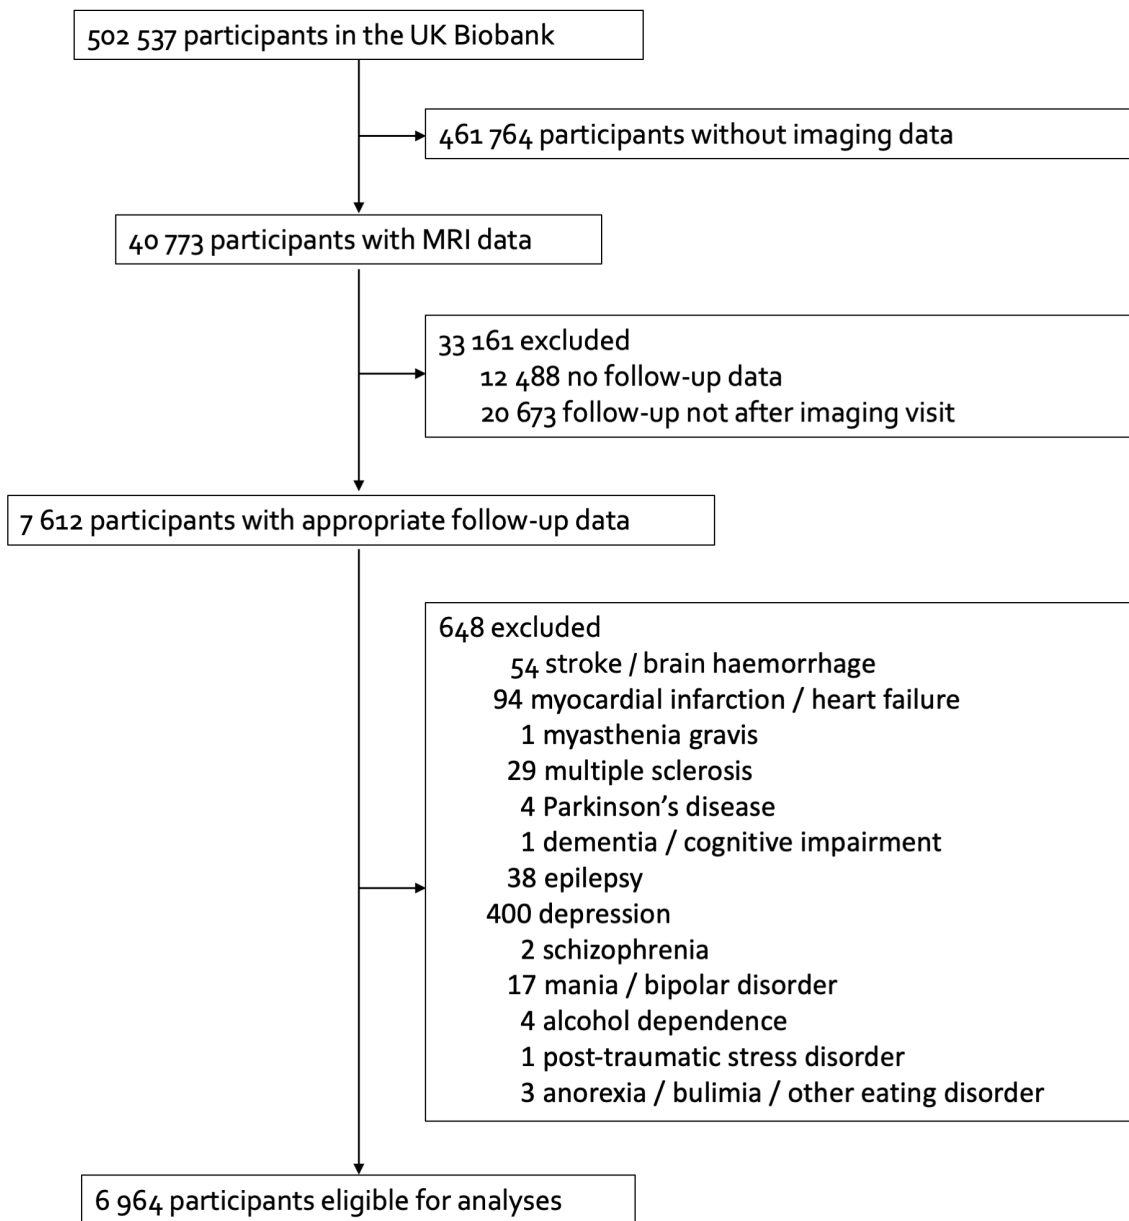 502 537 participants in the UK Biobank
461 764 participants without imaging data
40 773 participants with MRI data
33 161 excluded
12 488 no follow-up data
20 673 follow-up not after imaging visit
7 612 participants with appropriate follow-up data
648 excluded
54 stroke / brain haemorrhage
94 myocardial infarction / heart failure
1 myasthenia gravis
29 multiple sclerosis
4 Parkinson’s disease
1 dementia / cognitive impairment
38 epilepsy
400 depression
2 schizophrenia
17 mania / bipolar disorder
4 alcohol dependence
1 post-traumatic stress disorder
3 anorexia / bulimia / other eating disorder
6 964 participants eligible for analyses